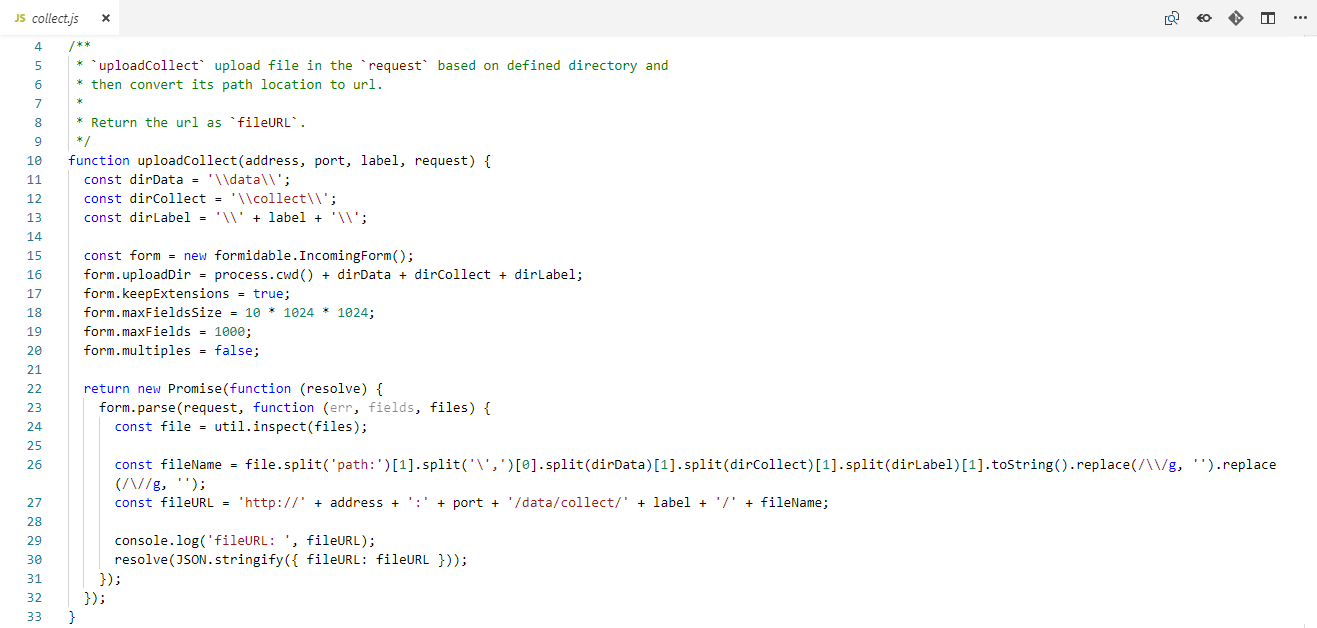 JS collect.js ×
4 /**
5  * `uploadCollect` upload file in the `request` based on defined directory and
6  * then convert its path location to url.
7  *
8  * Return the url as `fileURL`.
9  */
10 function uploadCollect(address, port, label, request) {
11   const dirData = '\\data\\';
12   const dirCollect = '\\collect\\';
13   const dirLabel = '\\' + label + '\\';
14
15   const form = new formidable.IncomingForm();
16   form.uploadDir = process.cwd() + dirData + dirCollect + dirLabel;
17   form.keepExtensions = true;
18   form.maxFieldsSize = 10 * 1024 * 1024;
19   form.maxFields = 1000;
20   form.multiples = false;
21
22   return new Promise(function (resolve) {
23     form.parse(request, function (err, fields, files) {
24       const file = util.inspect(files);
25
26       const fileName = file.split('path:')[1].split('\',')[0].split(dirData)[1].split(dirCollect)[1].split(dirLabel)[1].toString().replace(/\\/g, '').replace
(/\//g, '');
27       const fileURL = 'http://' + address + ':' + port + '/data/collect/' + label + '/' + fileName;
28
29       console.log('fileURL: ', fileURL);
30       resolve(JSON.stringify({ fileURL: fileURL }));
31     });
32   });
33 }